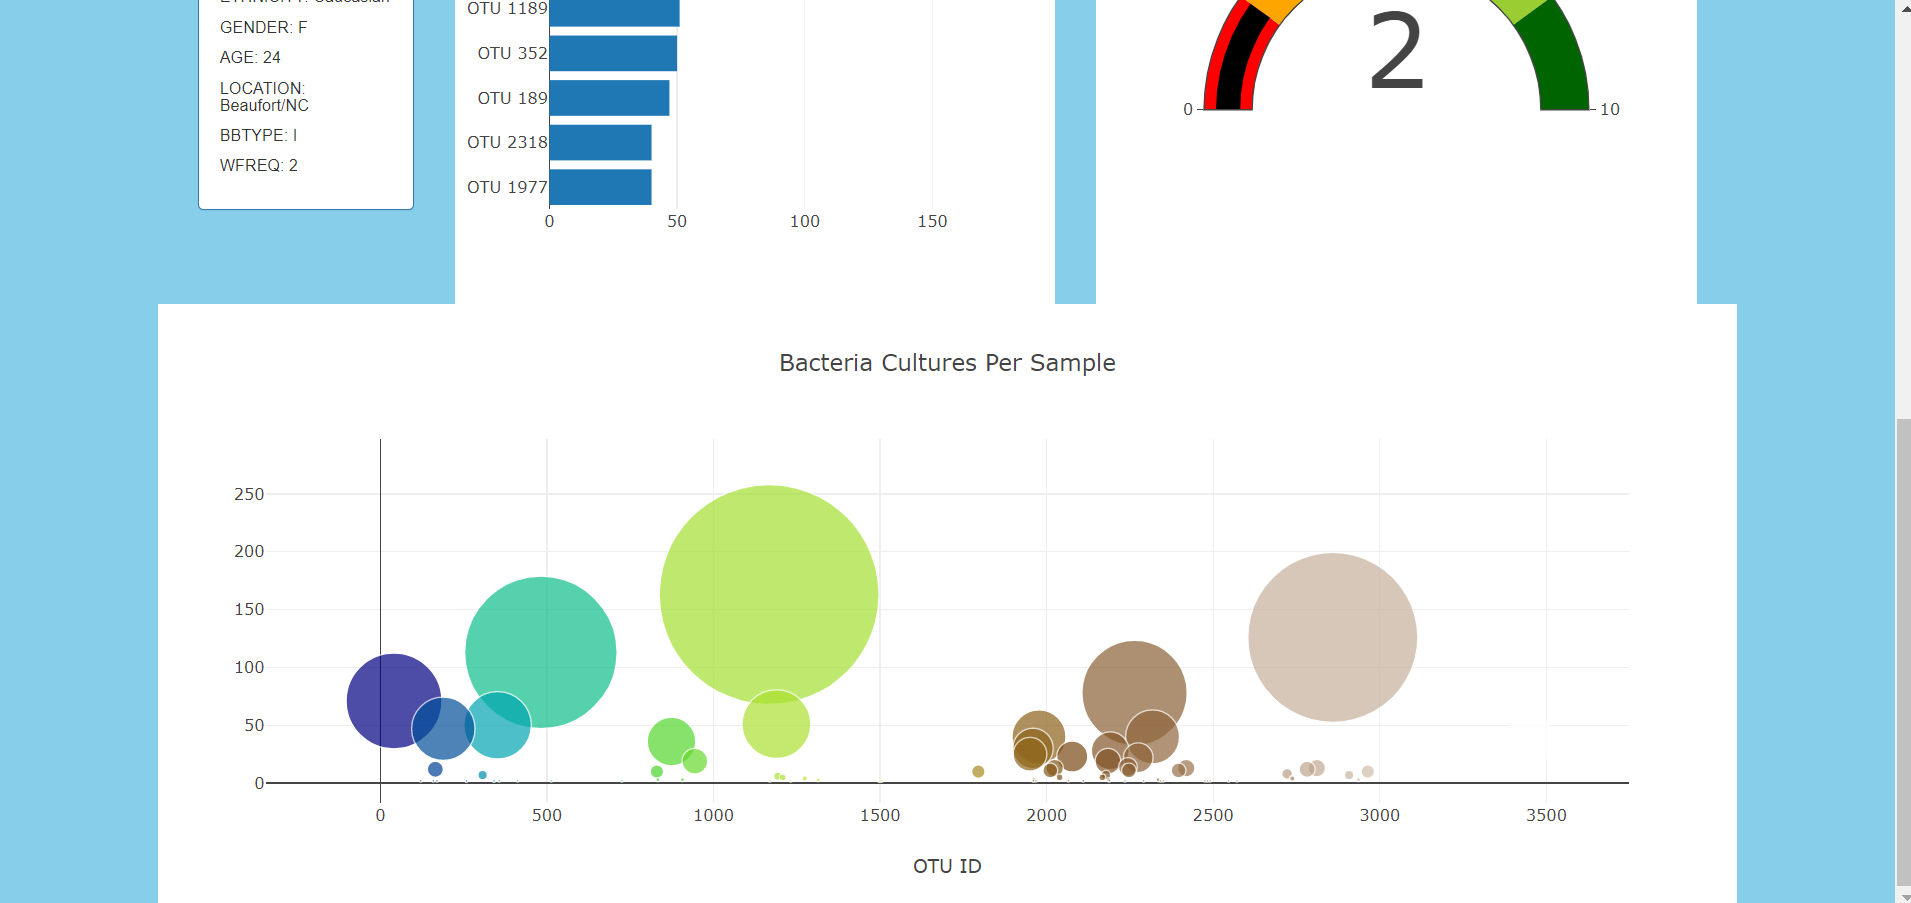 GENDER: F
AGE: 24
LOCATION:
Beaufort/NC
BBTYPE: I
WFREQ: 2
OTU 1189
OTU 352
OTU 189
OTU 2318
OTU 1977
0 50 100 150
2
0 10
Bacteria Cultures Per Sample
250
200
150
100
50
0
0 500 1000 1500 2000 2500 3000 3500
OTU ID